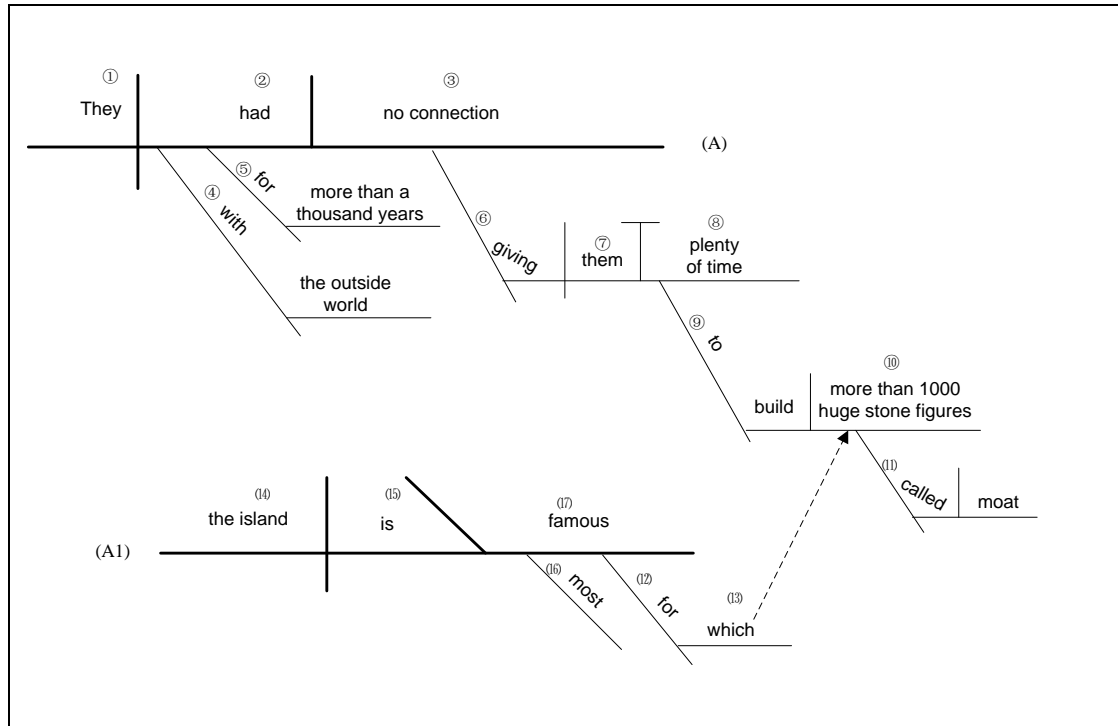 ① ② ③
They had no connection
(A)
⑤ for
more than a
thousand years
④ with
the outside
world
⑥ giving
⑦ them
⑧
plenty
of time
⑨ to
build
⑩
more than 1000
huge stone figures
⑾ called
moat
⒁ ⒂ ⒄
the island is famous
(A1)
⒃ most
⑿ for
⒀
which